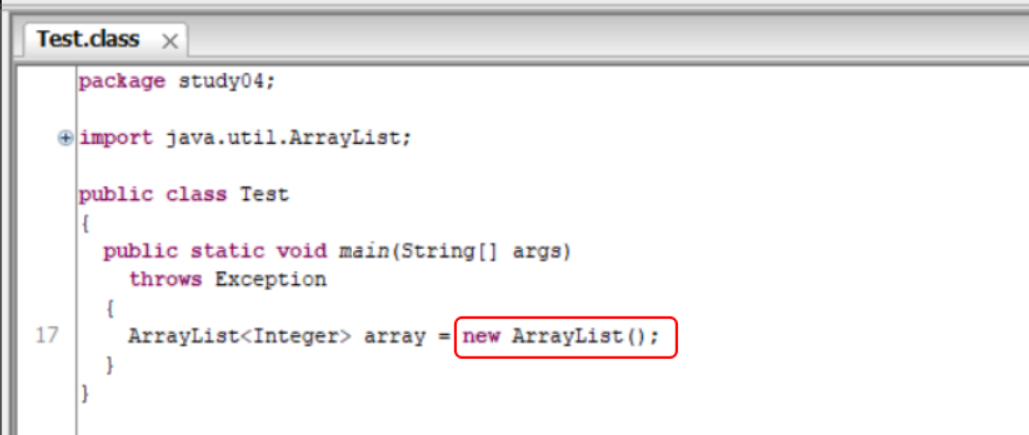 Test.class
package study04;
import java.util.ArrayList;
public class Test
{
public static void main(String[] args)
throws Exception
{
17 ArrayList<Integer> array = new ArrayList();
}
}